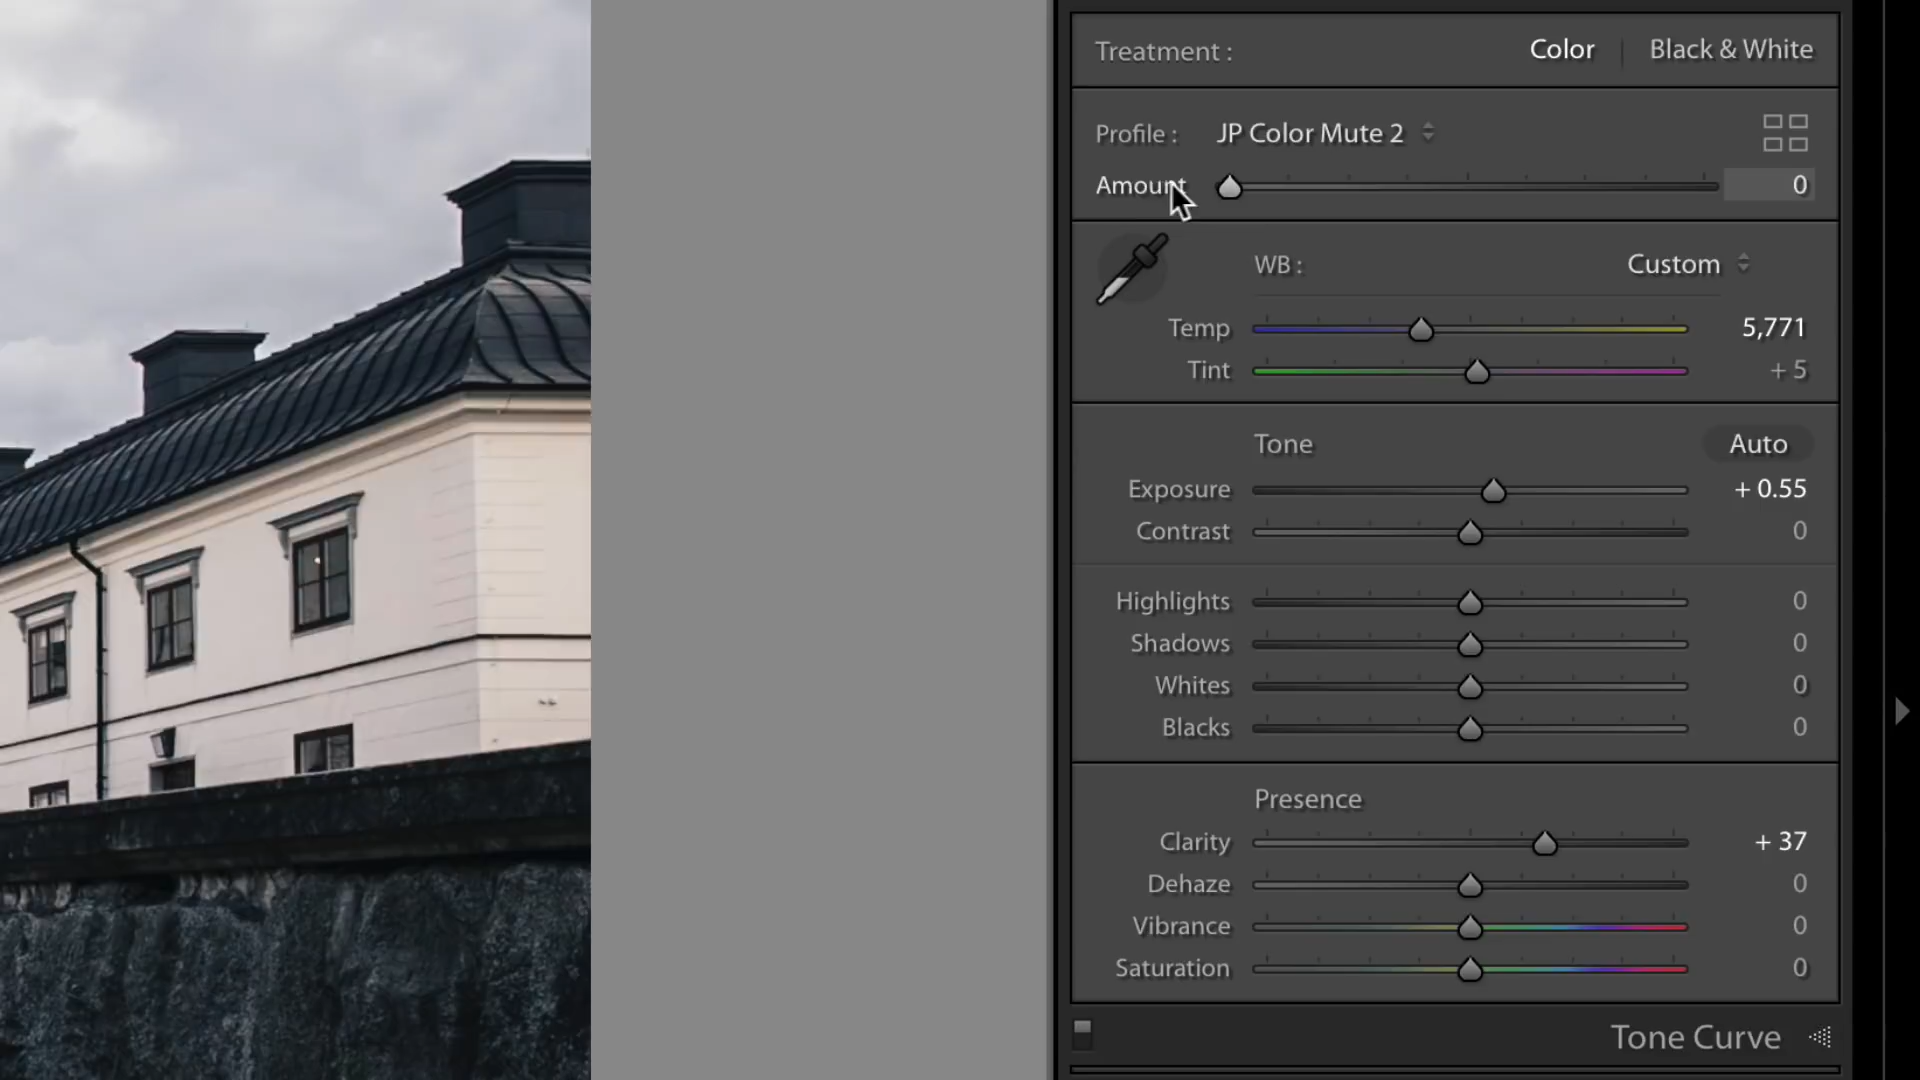 Treatment : Color Black & White
Profile : JP Color Mute 2
Amount 0
WB : Custom
Temp 5,771
Tint + 5
Tone Auto
Exposure + 0.55
Contrast 0
Highlights 0
Shadows 0
Whites 0
Blacks 0
Presence
Clarity + 37
Dehaze 0
Vibrance 0
Saturation 0
Tone Curve